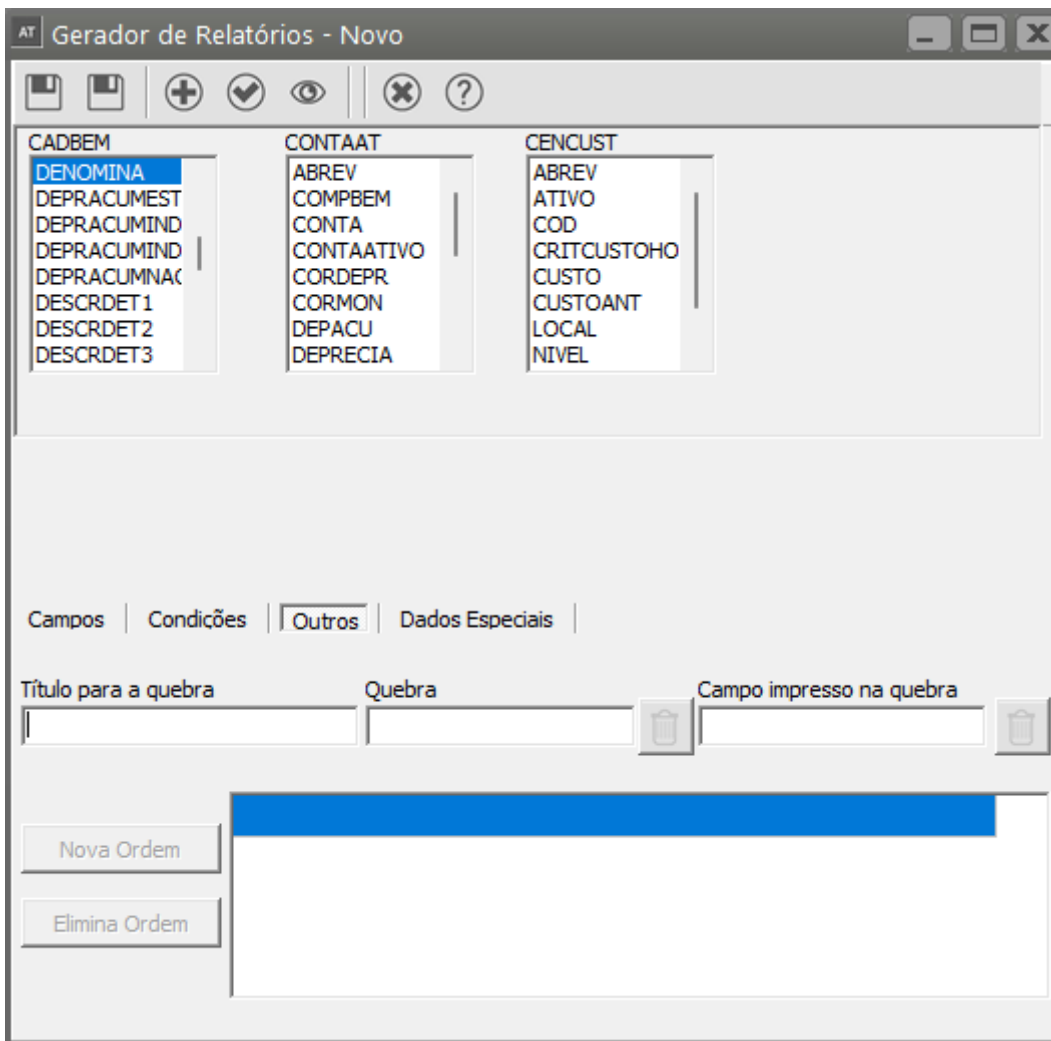 AT Gerador de Relatórios - Novo
CADBEM
DENOMINA
DEPRACUMEST
DEPRACUMIND
DEPRACUMIND
DEPRACUMNAC
DESCRDET1
DESCRDET2
DESCRDET3
CONTAAT
ABREV
COMPBEM
CONTA
CONTAATIVO
CORDEPR
CORMON
DEPACU
DEPRECIA
CENCUST
ABREV
ATIVO
COD
CRITCUSTOHO
CUSTO
CUSTOANT
LOCAL
NIVEL
Campos Condições Outros Dados Especiais
Título para a quebra Quebra Campo impresso na quebra
Nova Ordem
Elimina Ordem